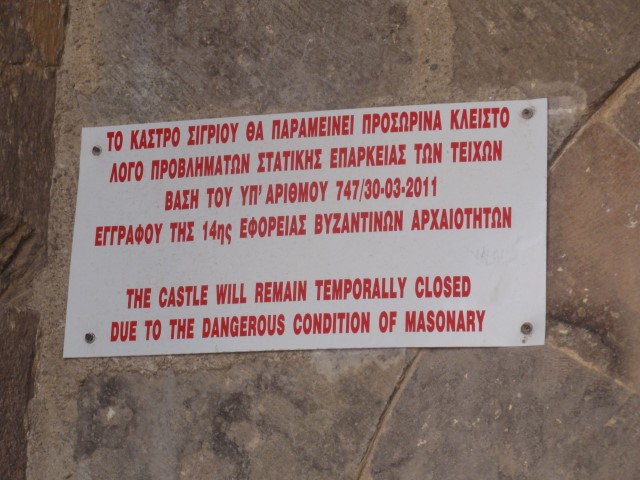 ΤΟ ΚΑΣΤΡΟ ΣΙΓΡΙΟΥ ΘΑ ΠΑΡΑΜΕΙΝΕΙ ΠΡΟΣΩΡΙΝΑ ΚΛΕΙΣΤΟ
ΛΟΓΟ ΠΡΟΒΛΗΜΑΤΩΝ ΣΤΑΤΙΚΗΣ ΕΠΑΡΚΕΙΑΣ ΤΩΝ ΤΕΙΧΩΝ
ΒΑΣΗ ΤΟΥ ΥΠ' ΑΡΙΘΜΟΥ 747/30-03-2011
ΕΓΓΡΑΦΟΥ ΤΗΣ 14ης ΕΦΟΡΕΙΑΣ ΒΥΖΑΝΤΙΝΩΝ ΑΡΧΑΙΟΤΗΤΩΝ
THE CASTLE WILL REMAIN TEMPORALLY CLOSED
DUE TO THE DANGEROUS CONDITION OF MASONARY